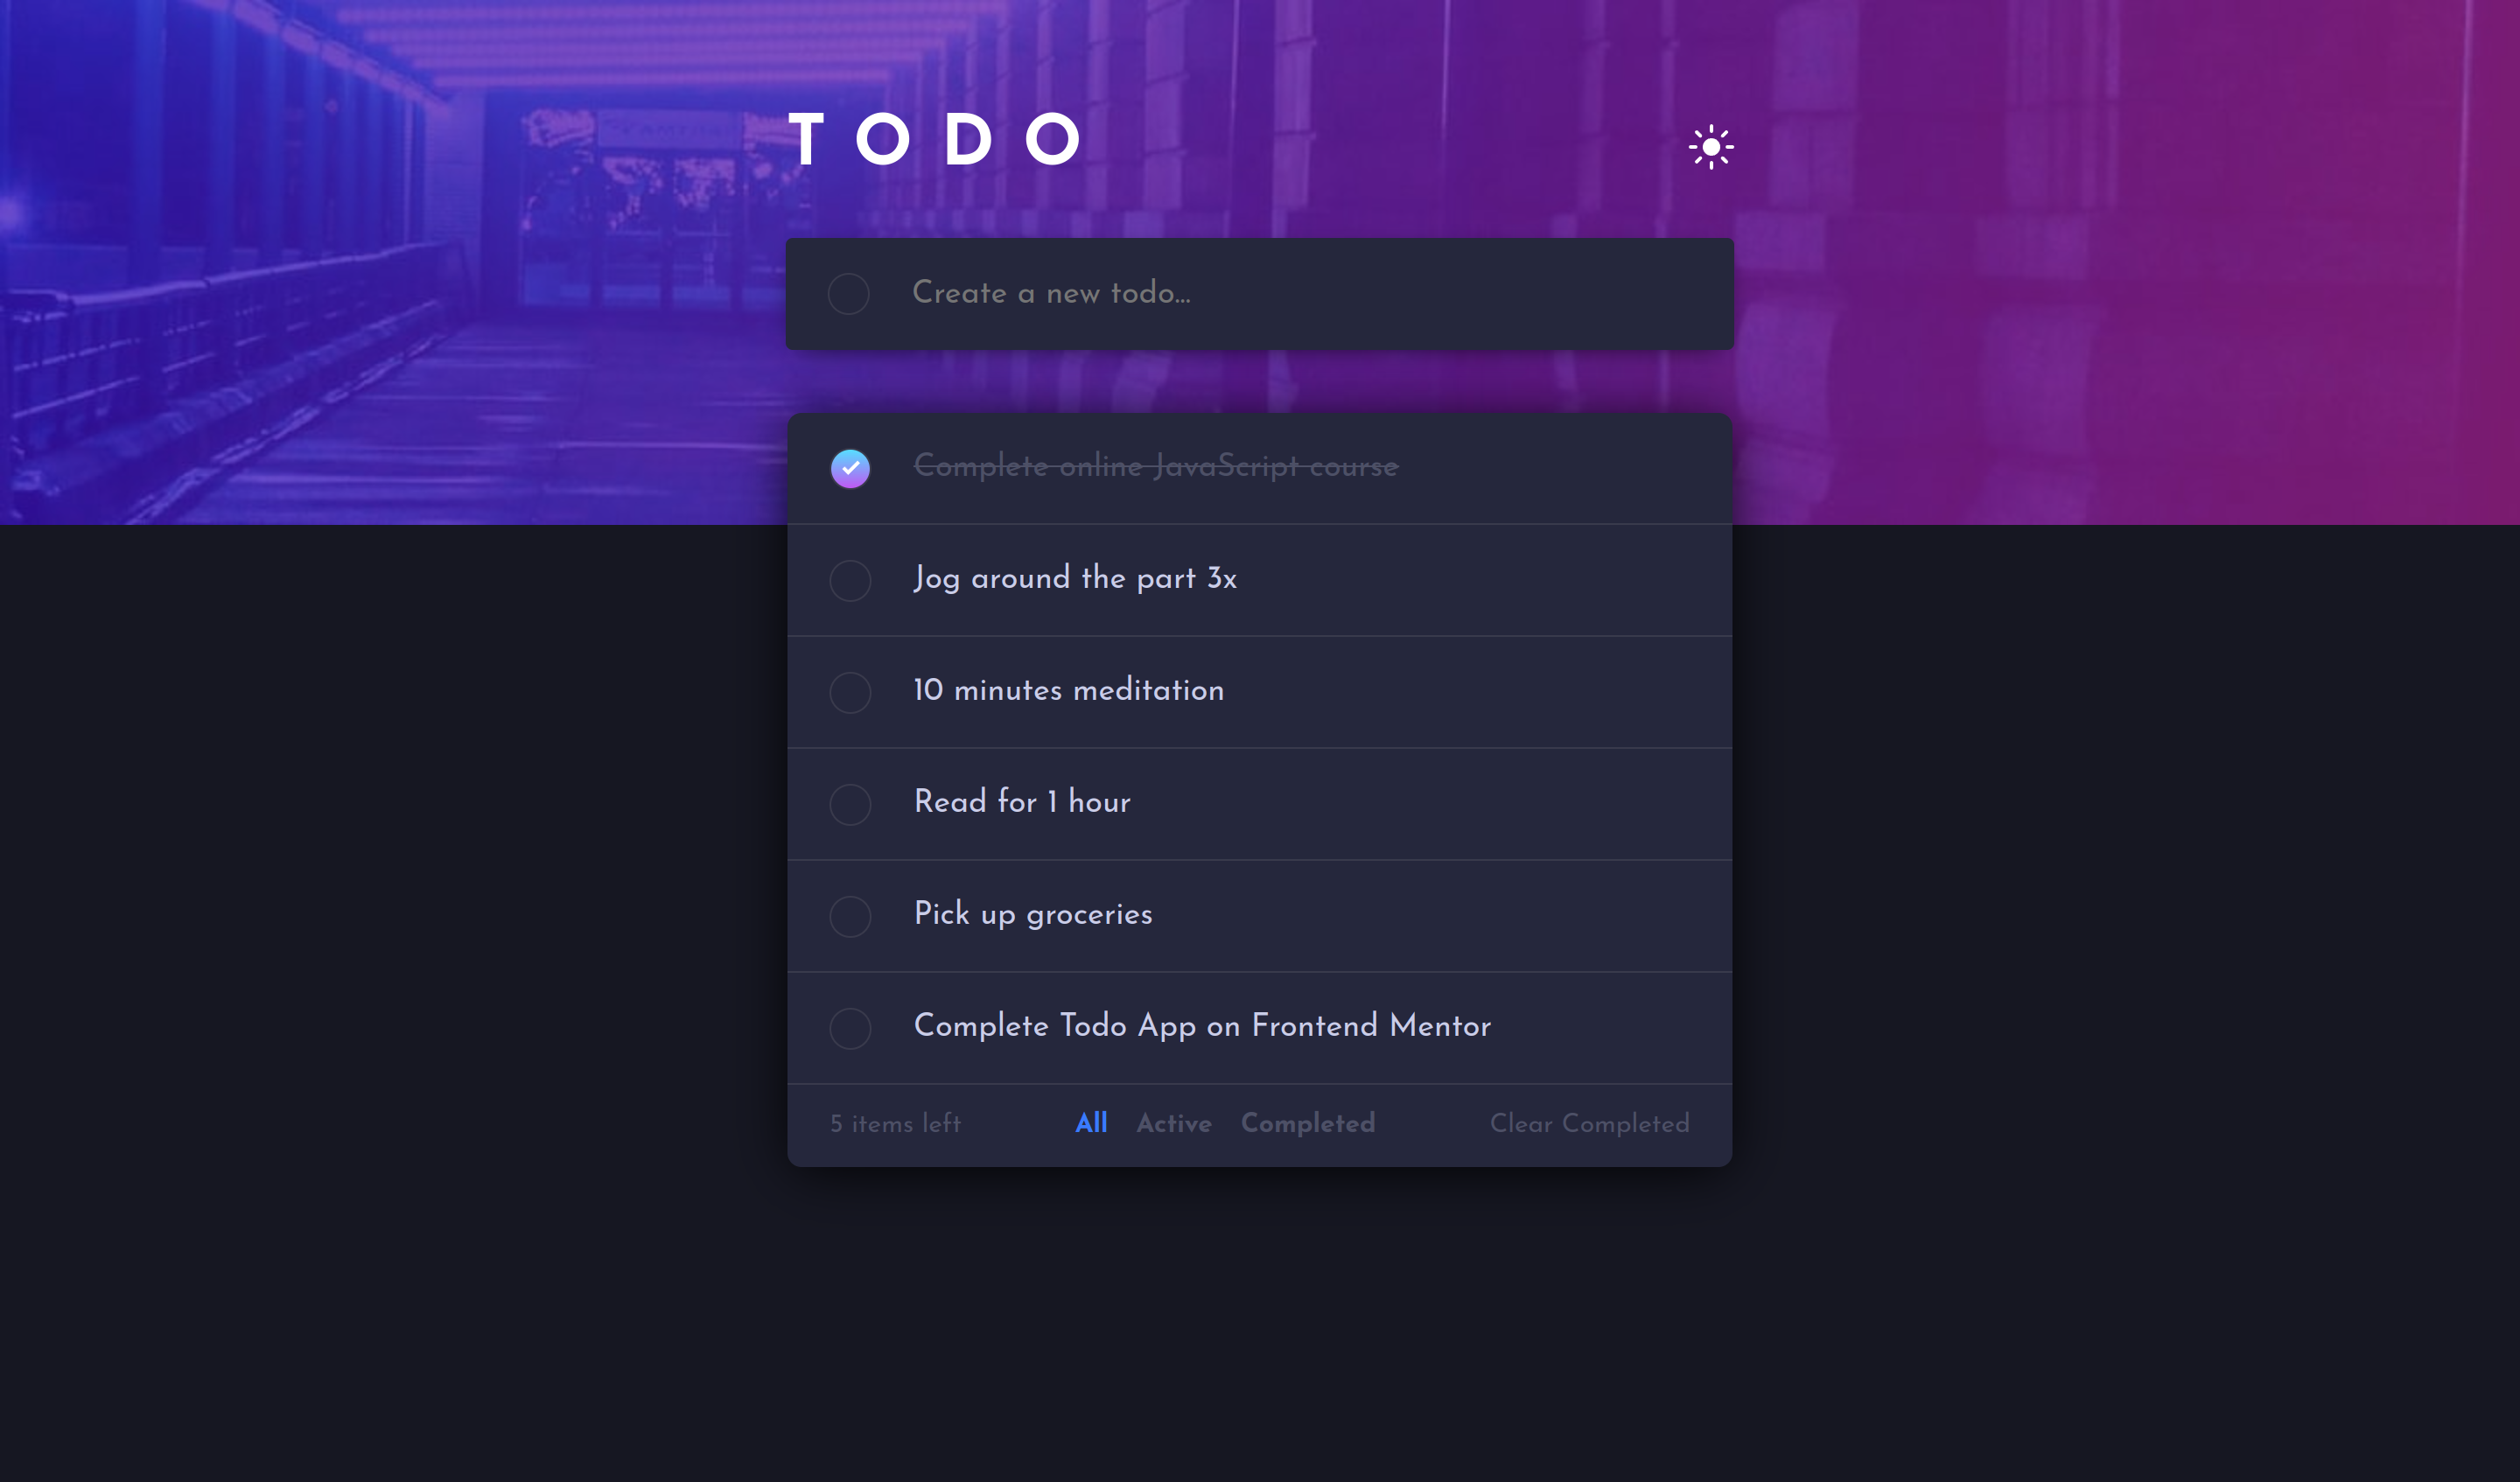 TODO
Create a new todo...
Complete online JavaScript course
Jog around the part 3x
10 minutes meditation
Read for 1 hour
Pick up groceries
Complete Todo App on Frontend Mentor
5 items left All Active Completed Clear Completed